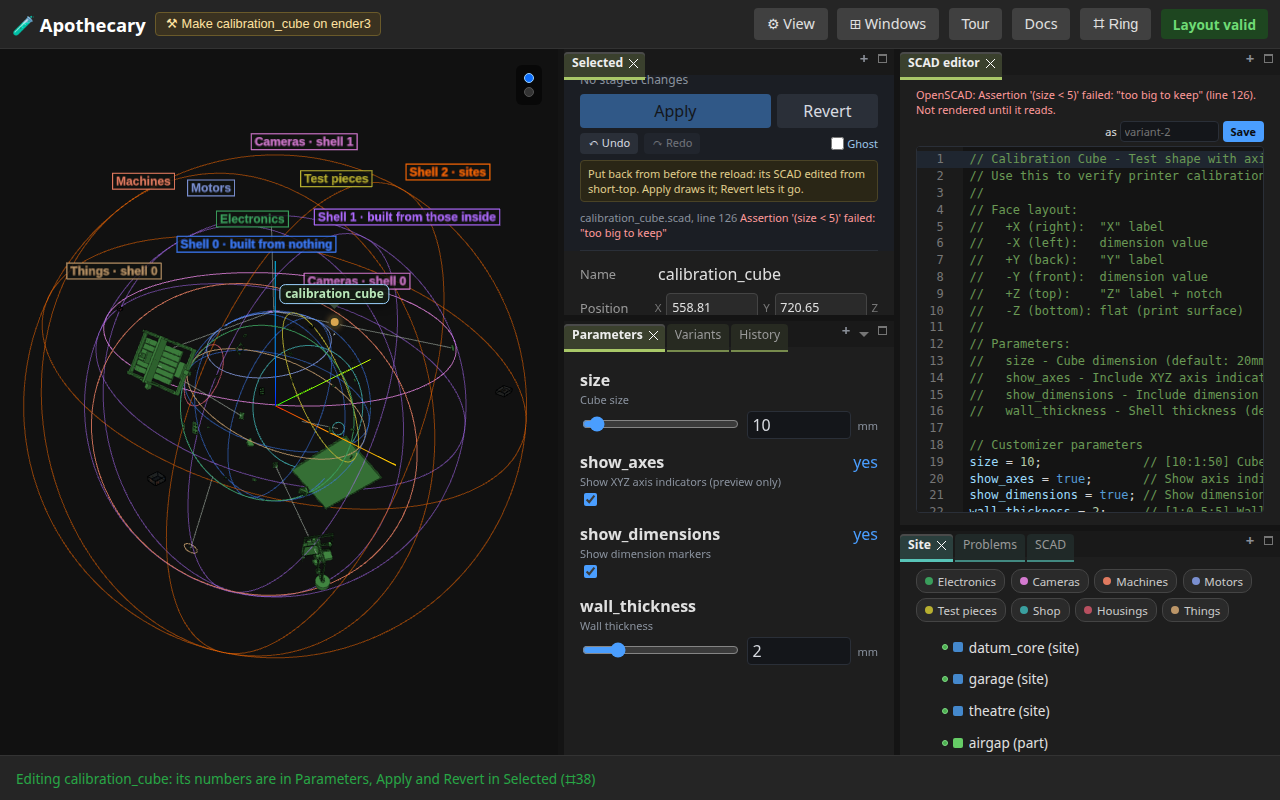 🧪 Apothecary
⚒ Make calibration_cube on ender3
⚙ View
⊞ Windows
Tour
Docs
⌗ Ring
Layout valid
Cameras · shell 1
Machines
Motors
Test pieces
Shell 2 · sites
Electronics
Shell 1 · built from those inside
Shell 0 · built from nothing
Things · shell 0
Cameras · shell 0
calibration_cube
Selected
No staged changes
Apply
Revert
↶ Undo
↷ Redo
Ghost
Put back from before the reload: its SCAD edited from
short-top. Apply draws it; Revert lets it go.
calibration_cube.scad, line 126 Assertion '(size < 5)' failed:
"too big to keep"
Name calibration_cube
Position X 558.81 Y 720.65 Z
Parameters
Variants
History
size
Cube size
10 mm
show_axes yes
Show XYZ axis indicators (preview only)
show_dimensions yes
Show dimension markers
wall_thickness
Wall thickness
2 mm
SCAD editor
OpenSCAD: Assertion '(size < 5)' failed: "too big to keep" (line 126).
Not rendered until it reads.
as variant-2 Save
1 // Calibration Cube - Test shape with axi
2 // Use this to verify printer calibration
3 //
4 // Face layout:
5 //   +X (right):  "X" label
6 //   -X (left):   dimension value
7 //   +Y (back):   "Y" label
8 //   -Y (front):  dimension value
9 //   +Z (top):    "Z" label + notch
10 //   -Z (bottom): flat (print surface)
11 //
12 // Parameters:
13 //   size - Cube dimension (default: 20mm
14 //   show_axes - Include XYZ axis indicat
15 //   show_dimensions - Include dimension
16 //   wall_thickness - Shell thickness (de
17
18 // Customizer parameters
19 size = 10;              // [10:1:50] Cube
20 show_axes = true;       // Show axis indi
21 show_dimensions = true; // Show dimension
22 wall_thickness = 2;     // [1:0.5:5] Wall
Site
Problems
SCAD
Electronics
Cameras
Machines
Motors
Test pieces
Shop
Housings
Things
datum_core (site)
garage (site)
theatre (site)
airgap (part)
Editing calibration_cube: its numbers are in Parameters, Apply and Revert in Selected (⌗38)